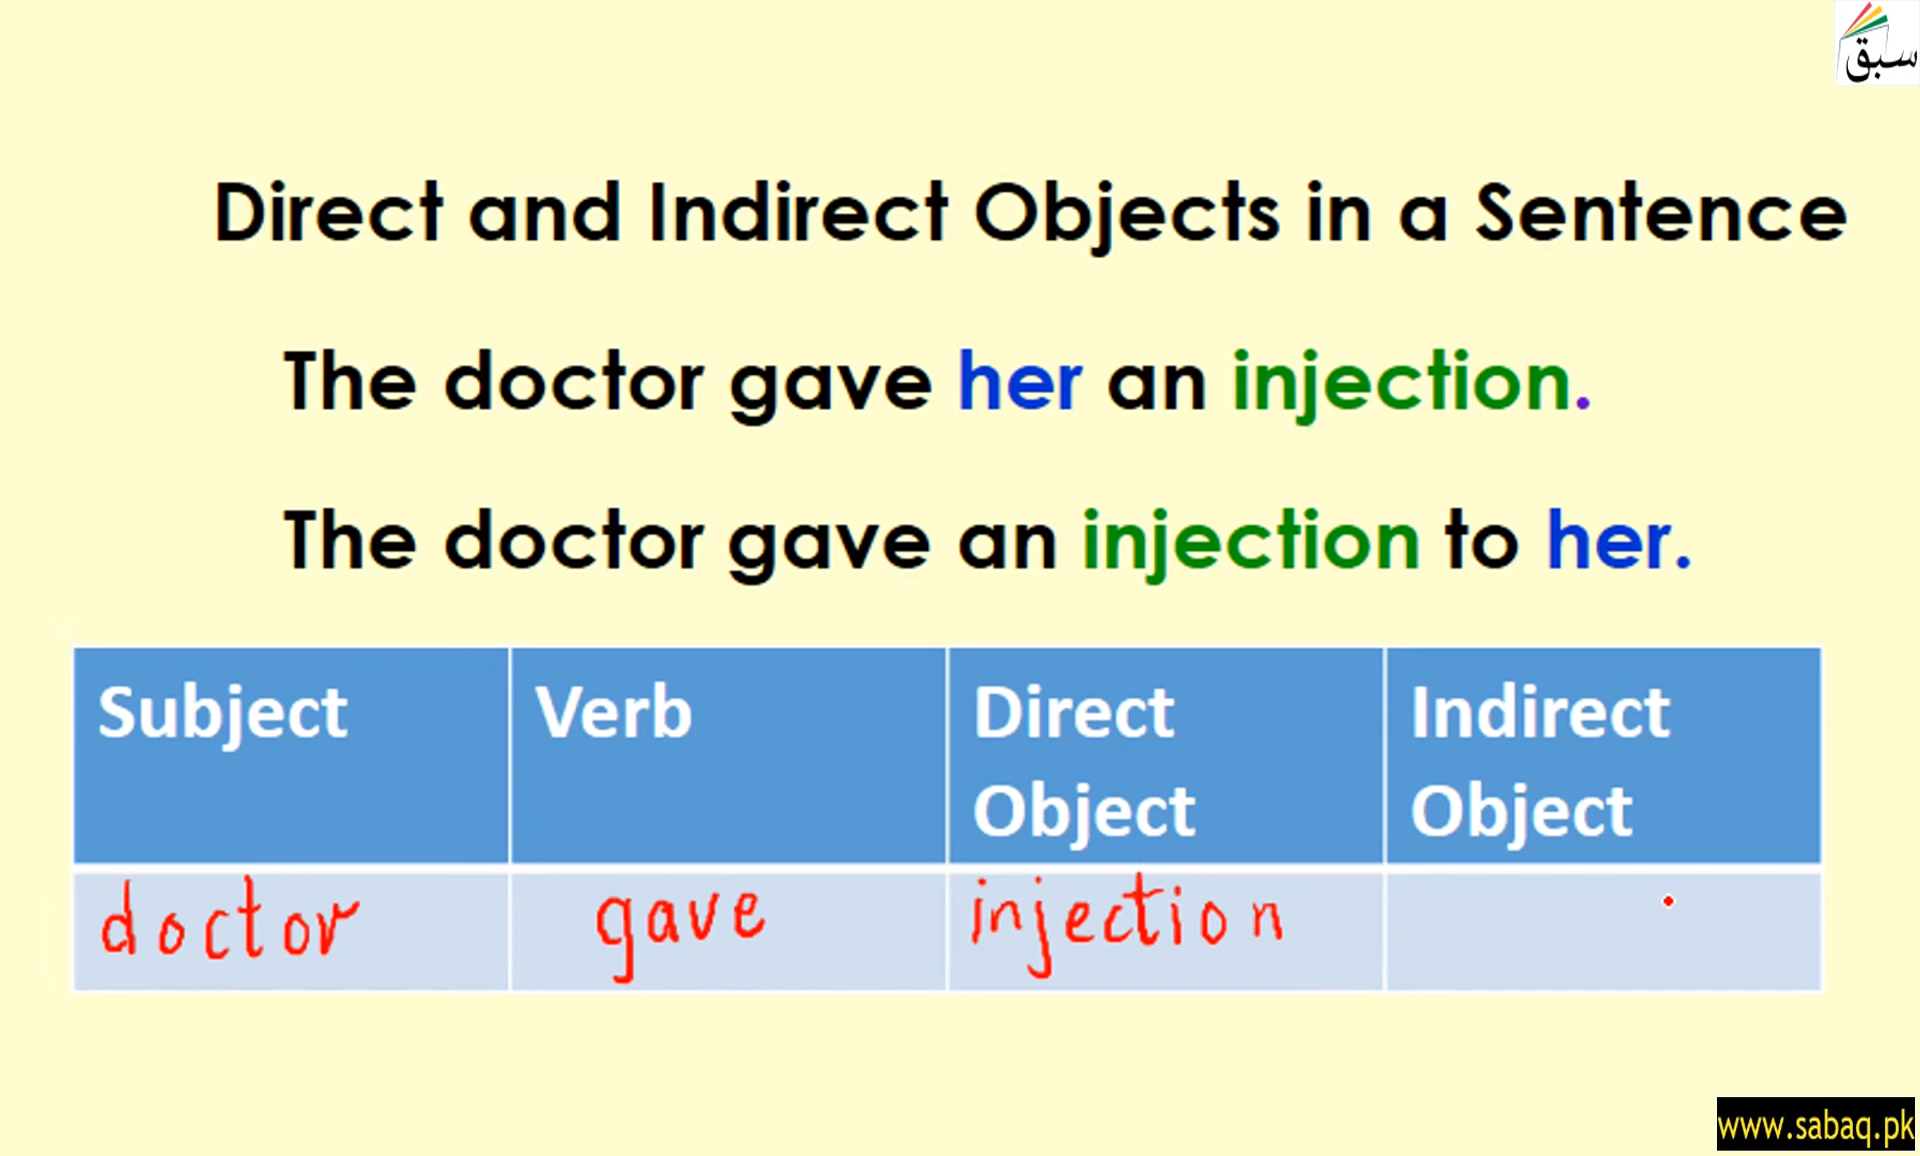 سبق
Direct and Indirect Objects in a Sentence
The doctor gave her an injection.
The doctor gave an injection to her.
Subject Verb Direct Object Indirect Object
doctor gave injection
www.sabaq.pk